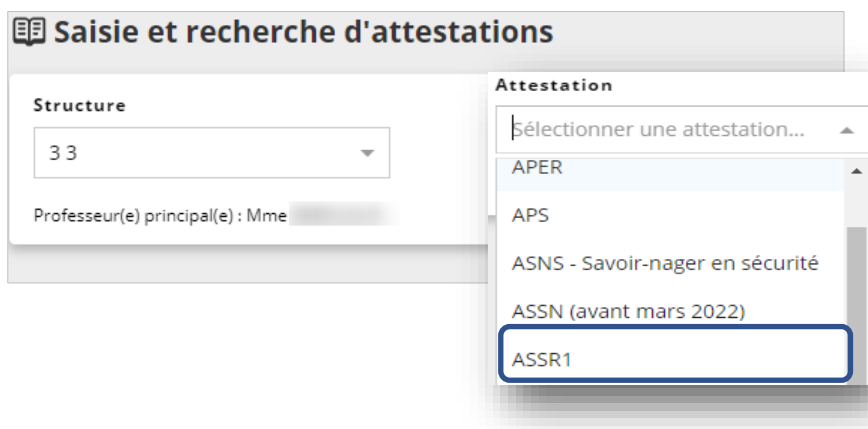 Saisie et recherche d'attestations
Structure
3 3
Professeur(e) principal(e) : Mme
Attestation
Sélectionner une attestation...
APER
APS
ASNS - Savoir-nager en sécurité
ASSN (avant mars 2022)
ASSR1